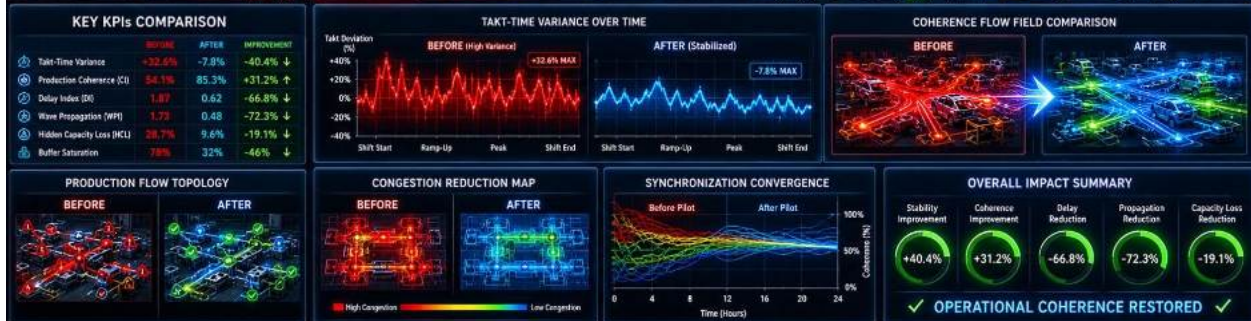 KEY KPIs COMPARISON
BEFORE AFTER IMPROVEMENT
Takt-Time Variance +32.6% -7.8% -40.4% ↓
Production Coherence (CI) 54.1% 85.3% +31.2% ↑
Delay Index (DI) 1.87 0.62 -66.8% ↓
Wave Propagation (WPI) 1.73 0.48 -72.3% ↓
Hidden Capacity Loss (HCL) 28.7% 9.6% -19.1% ↓
Buffer Saturation 78% 32% -46% ↓
TAKT-TIME VARIANCE OVER TIME
Takt Deviation
(%)
BEFORE (High Variance)
AFTER (Stabilized)
+32.6% MAX
-7.8% MAX
+40%
+20%
0%
-20%
-40%
Shift Start Ramp-Up Peak Shift End
Shift Start Ramp-Up Peak Shift End
COHERENCE FLOW FIELD COMPARISON
BEFORE AFTER
PRODUCTION FLOW TOPOLOGY
BEFORE AFTER
CONGESTION REDUCTION MAP
BEFORE AFTER
High Congestion Low Congestion
SYNCHRONIZATION CONVERGENCE
Before Pilot After Pilot
100%
50%
0%
Coherence (%)
0 4 8 12 16 20 24
Time (Hours)
OVERALL IMPACT SUMMARY
Stability Improvement
Coherence Improvement
Delay Reduction
Propagation Reduction
Capacity Loss Reduction
+40.4% +31.2% -66.8% -72.3% -19.1%
✓ OPERATIONAL COHERENCE RESTORED ✓